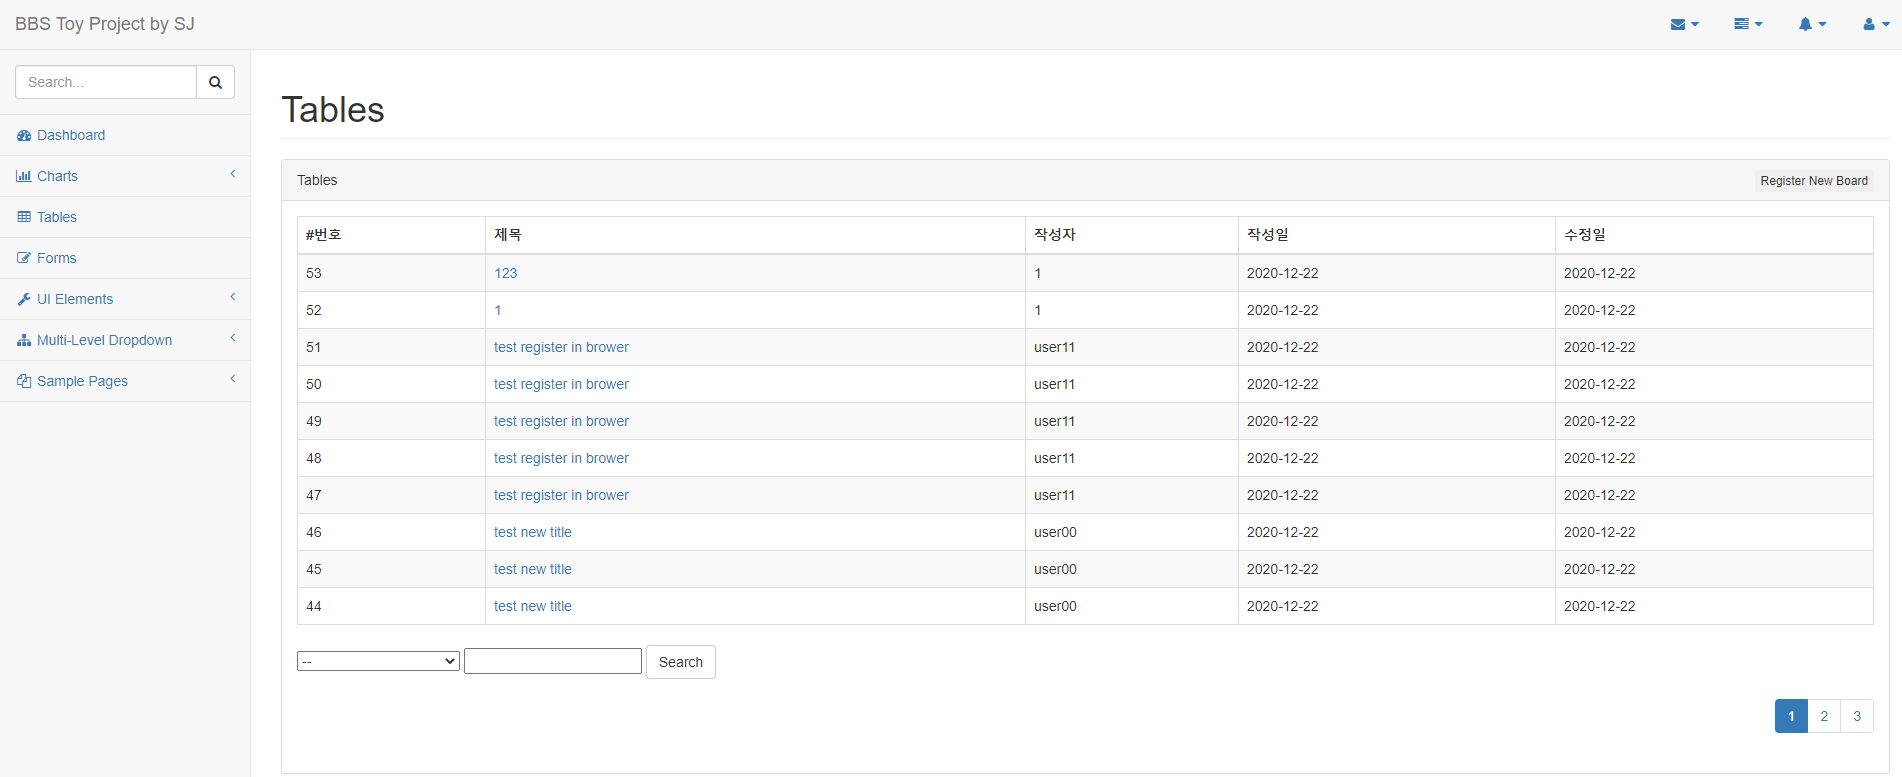 BBS Toy Project by SJ
Search...
Dashboard
Charts
Tables
Forms
UI Elements
Multi-Level Dropdown
Sample Pages
Tables
Tables
Register New Board
#번호 제목 작성자 작성일 수정일
53 123 1 2020-12-22 2020-12-22
52 1 1 2020-12-22 2020-12-22
51 test register in brower user11 2020-12-22 2020-12-22
50 test register in brower user11 2020-12-22 2020-12-22
49 test register in brower user11 2020-12-22 2020-12-22
48 test register in brower user11 2020-12-22 2020-12-22
47 test register in brower user11 2020-12-22 2020-12-22
46 test new title user00 2020-12-22 2020-12-22
45 test new title user00 2020-12-22 2020-12-22
44 test new title user00 2020-12-22 2020-12-22
-- Search
1 2 3